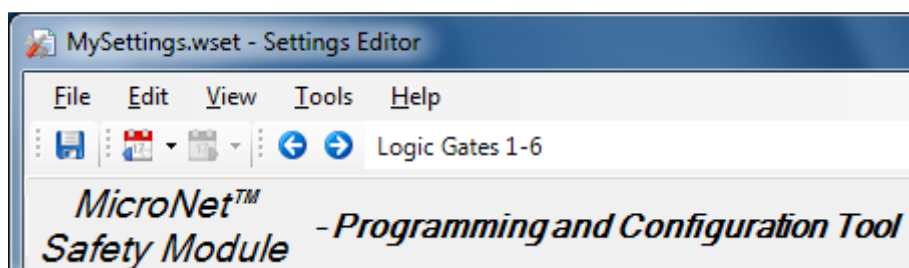 MySettings.wset - Settings Editor
File Edit View Tools Help
Logic Gates 1-6
MicroNet™
Safety Module
- Programming and Configuration Tool